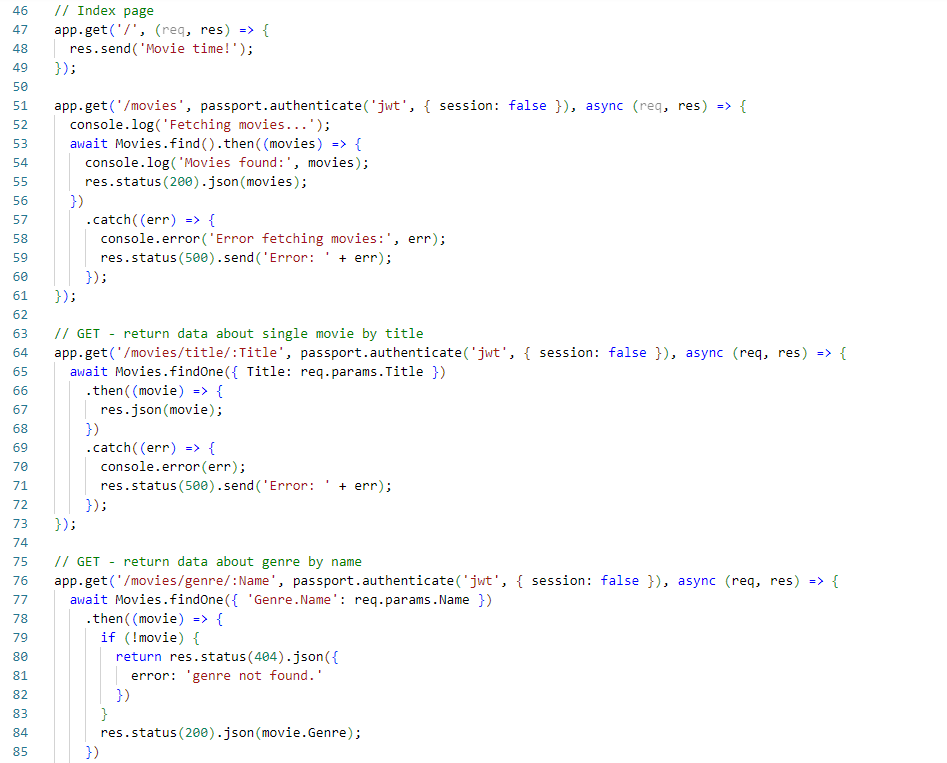 46 // Index page
47 app.get('/', (req, res) => {
48   res.send('Movie time!');
49 });
50
51 app.get('/movies', passport.authenticate('jwt', { session: false }), async (req, res) => {
52   console.log('Fetching movies...');
53   await Movies.find().then((movies) => {
54     console.log('Movies found:', movies);
55     res.status(200).json(movies);
56   })
57     .catch((err) => {
58       console.error('Error fetching movies:', err);
59       res.status(500).send('Error: ' + err);
60     });
61 });
62
63 // GET - return data about single movie by title
64 app.get('/movies/title/:Title', passport.authenticate('jwt', { session: false }), async (req, res) => {
65   await Movies.findOne({ Title: req.params.Title })
66     .then((movie) => {
67       res.json(movie);
68     })
69     .catch((err) => {
70       console.error(err);
71       res.status(500).send('Error: ' + err);
72     });
73 });
74
75 // GET - return data about genre by name
76 app.get('/movies/genre/:Name', passport.authenticate('jwt', { session: false }), async (req, res) => {
77   await Movies.findOne({ 'Genre.Name': req.params.Name })
78     .then((movie) => {
79       if (!movie) {
80         return res.status(404).json({
81           error: 'genre not found.'
82         })
83       }
84       res.status(200).json(movie.Genre);
85     })